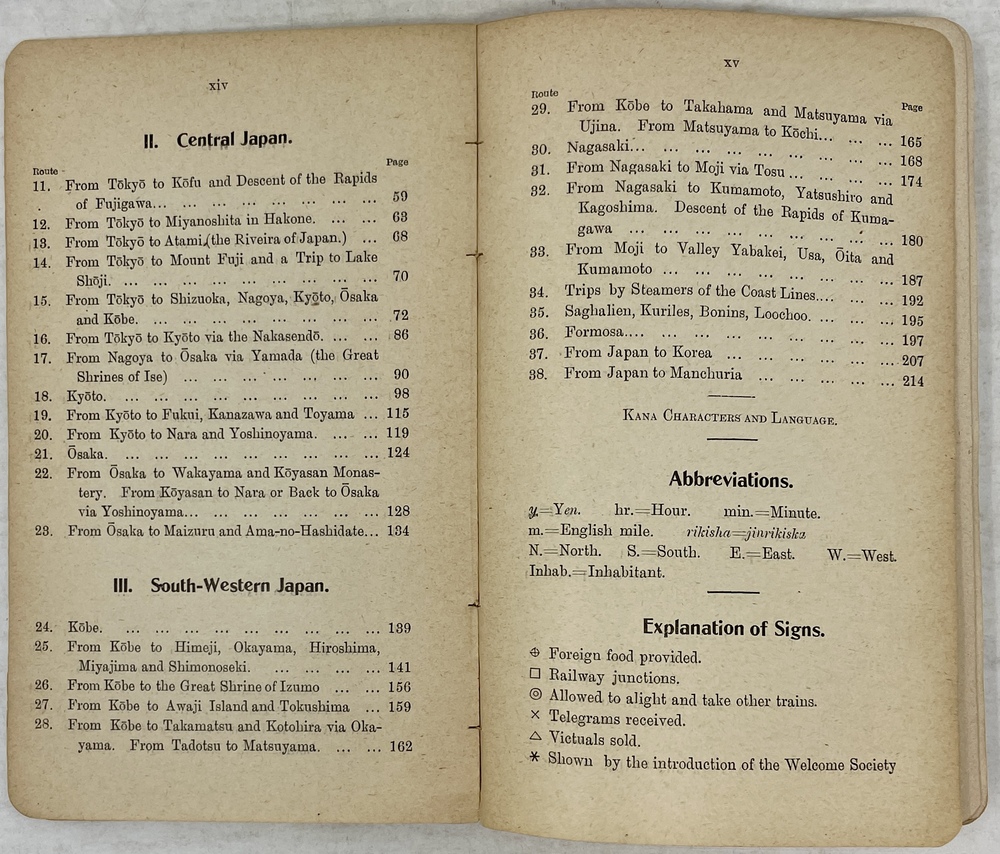 xiv
II. Central Japan.
Route Page
11. From Tōkyō to Kōfu and Descent of the Rapids
of Fujigawa... ... ... ... ... ... ... ... 59
12. From Tōkyō to Miyanoshita in Hakone. ... ... 63
13. From Tōkyō to Atami.(the Riveira of Japan.) ... 68
14. From Tōkyō to Mount Fuji and a Trip to Lake
Shōji. ... ... ... ... ... ... ... ... ... 70
15. From Tōkyō to Shizuoka, Nagoya, Kyōto, Ōsaka
and Kōbe. ... ... ... ... ... ... ... ... 72
16. From Tōkyō to Kyōto via the Nakasendō. ... ... 86
17. From Nagoya to Ōsaka via Yamada (the Great
Shrines of Ise) ... ... ... ... ... ... ... 90
18. Kyōto. ... ... ... ... ... ... ... ... ... 98
19. From Kyōto to Fukui, Kanazawa and Toyama ... 115
20. From Kyōto to Nara and Yoshinoyama. ... ... 119
21. Ōsaka. ... ... ... ... ... ... ... ... ... 124
22. From Ōsaka to Wakayama and Kōyasan Monas-
tery. From Kōyasan to Nara or Back to Ōsaka
via Yoshinoyama... ... ... ... ... ... ... 128
23. From Ōsaka to Maizuru and Ama-no-Hashidate... 134
III. South-Western Japan.
24. Kōbe. ... ... ... ... ... ... ... ... ... 139
25. From Kōbe to Himeji, Okayama, Hiroshima,
Miyajima and Shimonoseki. ... ... ... ... ... 141
26. From Kōbe to the Great Shrine of Izumo ... ... 156
27. From Kōbe to Awaji Island and Tokushima ... 159
28. From Kōbe to Takamatsu and Kotohira via Oka-
yama. From Tadotsu to Matsuyama. ... ... 162
xv
Route Page
29. From Kōbe to Takahama and Matsuyama via
Ujina. From Matsuyama to Kōchi... ... ... ... 165
30. Nagasaki... ... ... ... ... ... ... ... ... 168
31. From Nagasaki to Moji via Tosu ... ... ... ... 174
32. From Nagasaki to Kumamoto, Yatsushiro and
Kagoshima. Descent of the Rapids of Kuma-
gawa ... ... ... ... ... ... ... ... ... 180
33. From Moji to Valley Yabakei, Usa, Ōita and
Kumamoto ... ... ... ... ... ... ... ... 187
34. Trips by Steamers of the Coast Lines.... ... ... 192
35. Saghalien, Kuriles, Bonins, Loochoo. ... ... ... 195
36. Formosa.... ... ... ... ... ... ... ... ... 197
37. From Japan to Korea ... ... ... ... ... ... 207
38. From Japan to Manchuria ... ... ... ... ... 214
Kana Characters and Language.
Abbreviations.
y.=Yen. hr.=Hour. min.=Minute.
m.=English mile. rikisha=jinrikiska
N.=North. S.=South. E.=East. W.=West.
Inhab.=Inhabitant.
Explanation of Signs.
⌖ Foreign food provided.
□ Railway junctions.
◎ Allowed to alight and take other trains.
× Telegrams received.
△ Victuals sold.
* Shown by the introduction of the Welcome Society